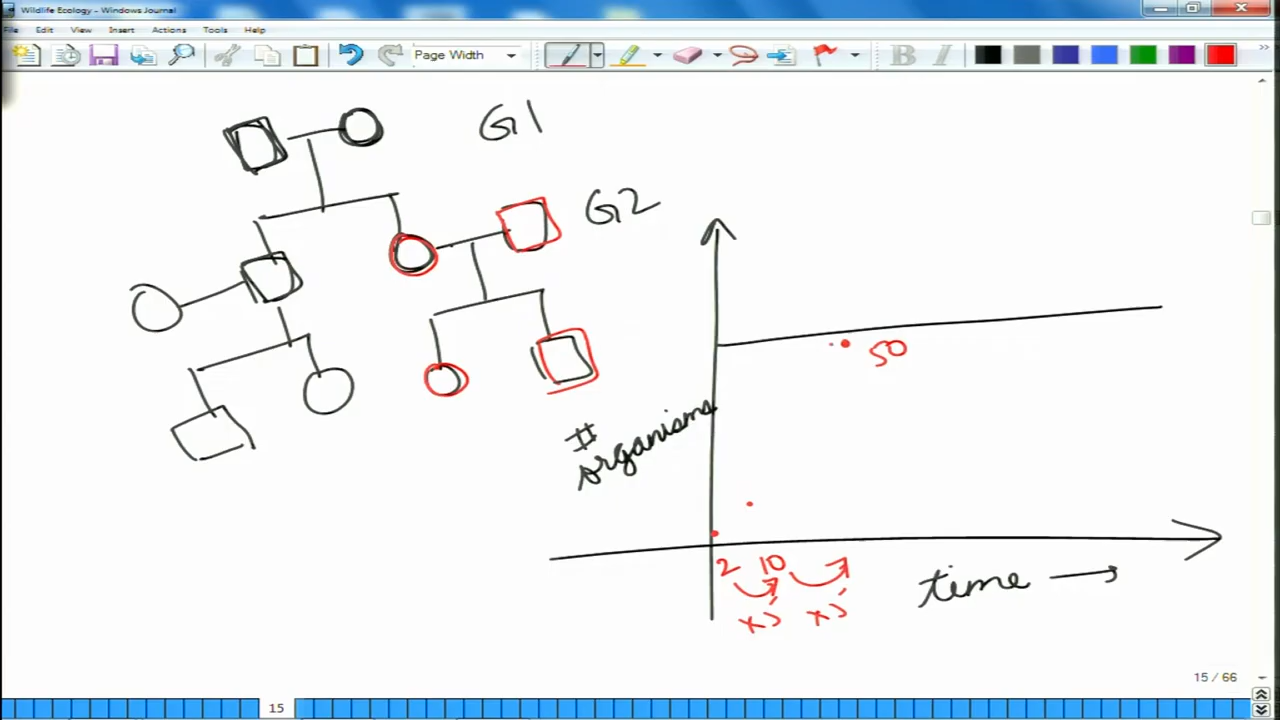 Wildlife Ecology - Windows Journal
File Edit View Insert Actions Tools Help
Page Width
B I
G1
G2
50
#
organisms
2 10
x5 x5
time
15 / 66
15